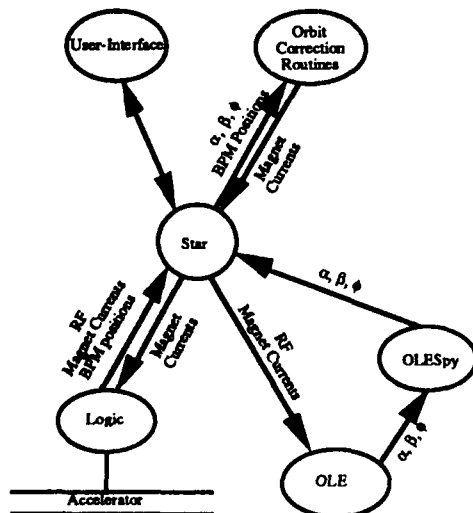 User-Interface
Orbit
Correction
Routines
α, β, φ
BPM Positions
Magnet
Currents
Star
α, β, φ
RF
Magnet Currents
BPM positions
Magnet
Currents
RF
Magnet Currents
OLESpy
Logic
α, β, φ
OLE
Accelerator